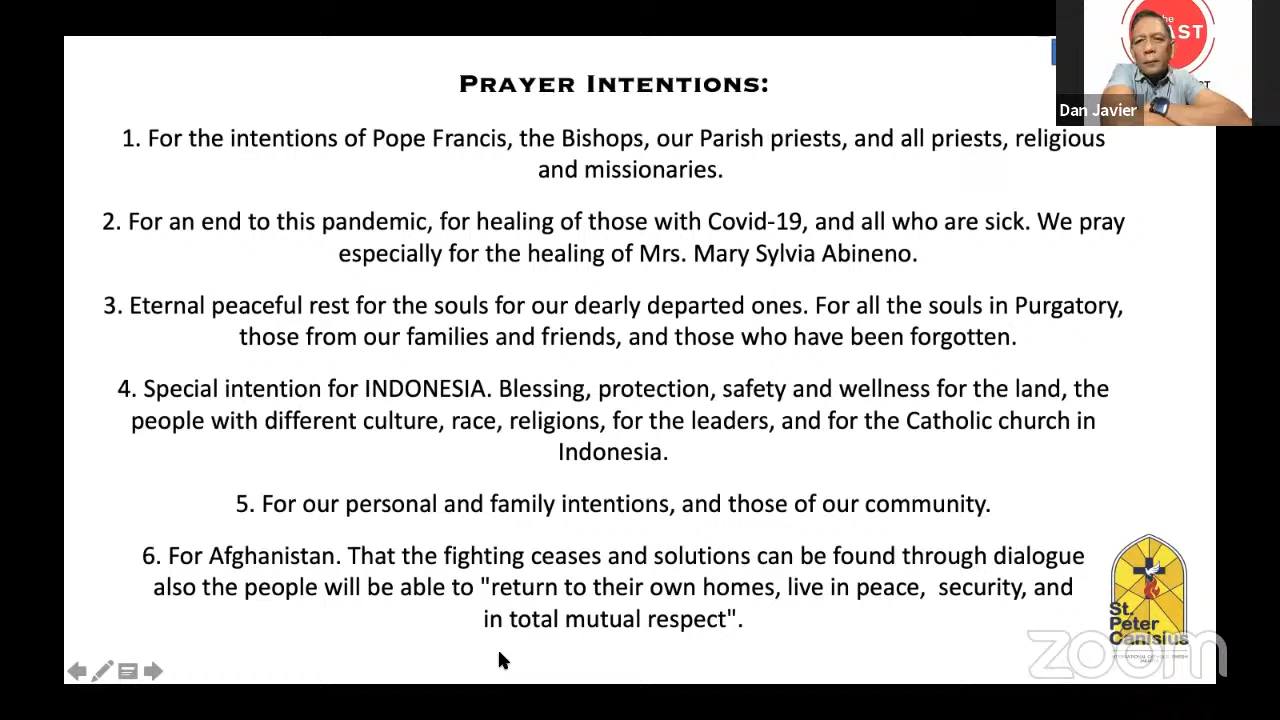 PRAYER INTENTIONS:
1. For the intentions of Pope Francis, the Bishops, our Parish priests, and all priests, religious
and missionaries.
2. For an end to this pandemic, for healing of those with Covid-19, and all who are sick. We pray
especially for the healing of Mrs. Mary Sylvia Abineno.
3. Eternal peaceful rest for the souls for our dearly departed ones. For all the souls in Purgatory,
those from our families and friends, and those who have been forgotten.
4. Special intention for INDONESIA. Blessing, protection, safety and wellness for the land, the
people with different culture, race, religions, for the leaders, and for the Catholic church in
Indonesia.
5. For our personal and family intentions, and those of our community.
6. For Afghanistan. That the fighting ceases and solutions can be found through dialogue
also the people will be able to "return to their own homes, live in peace,  security, and
in total mutual respect".
Dan Javier
St.
Peter
Canisius
zoom